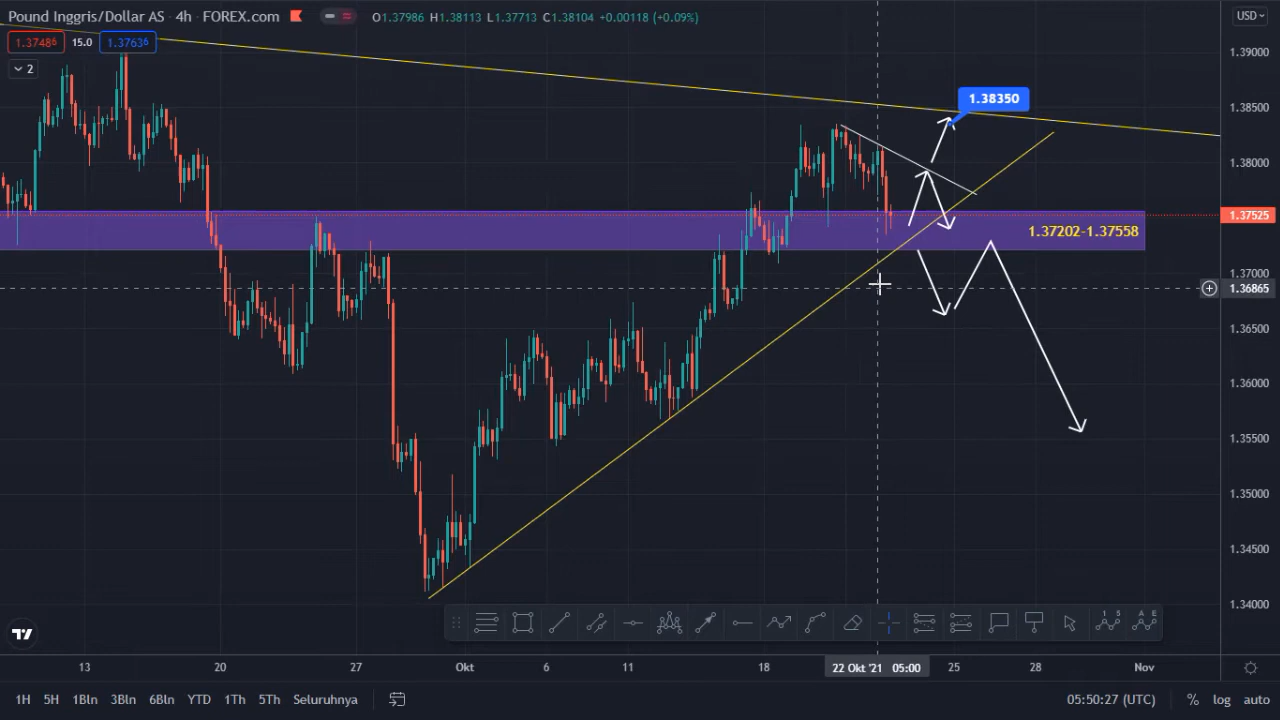 Pound Inggris/Dollar AS · 4h · FOREX.com O1.37986 H1.38113 L1.37713 C1.38104 +0.00118 (+0.09%)
USD
1.37486 15.0 1.37636
2
1.39000
1.38500
1.38350
1.38000
1.37525
1.37202-1.37558
1.37000
1.36865
1.36500
1.36000
1.35500
1.35000
1.34500
1.34000
1 S
A E
13 20 27 Okt 6 11 18 22 Okt '21 05:00 25 28 Nov
1H 5H 1Bln 3Bln 6Bln YTD 1Th 5Th Seluruhnya 05:50:27 (UTC) % log auto